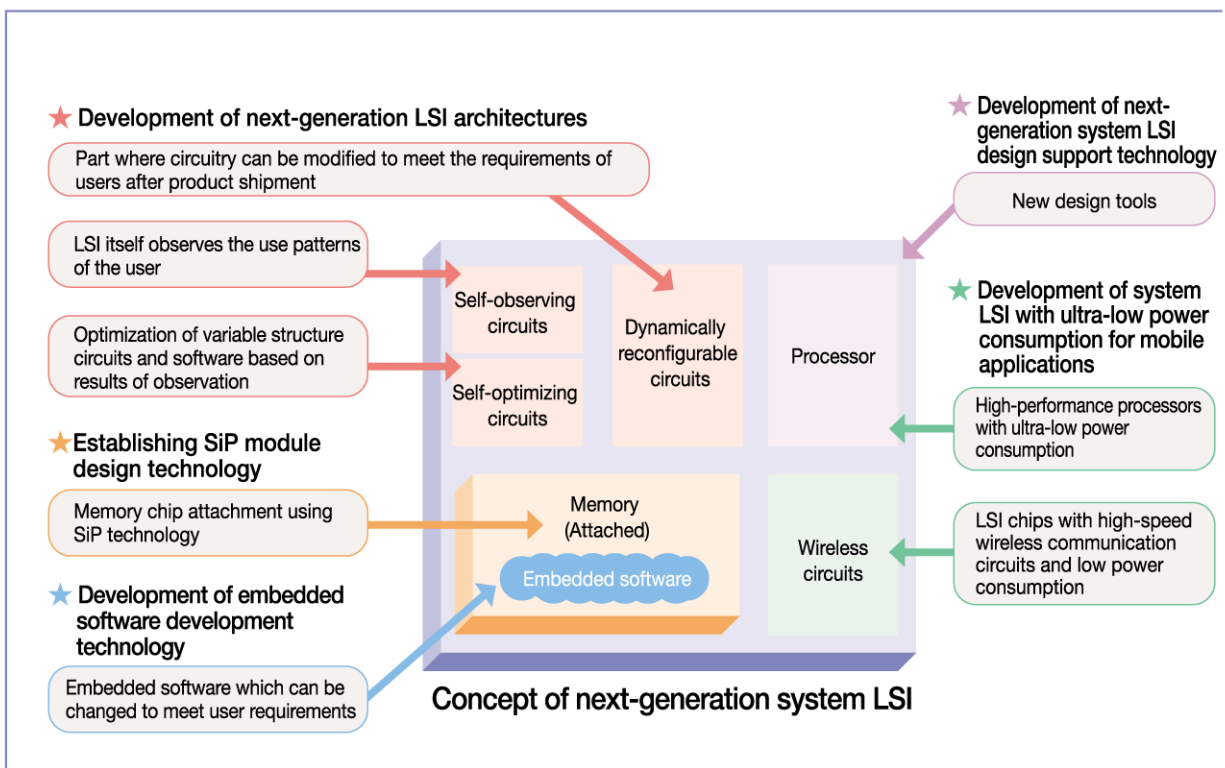 ★ Development of next-generation LSI architectures
Part where circuitry can be modified to meet the requirements of
users after product shipment
LSI itself observes the use patterns
of the user
Optimization of variable structure
circuits and software based on
results of observation
★ Establishing SiP module
design technology
Memory chip attachment using
SiP technology
★ Development of embedded
software development
technology
Embedded software which can be
changed to meet user requirements
Self-observing
circuits
Self-optimizing
circuits
Dynamically
reconfigurable
circuits
Processor
Memory
(Attached)
Embedded software
Wireless
circuits
Concept of next-generation system LSI
★ Development of next-
generation system LSI
design support technology
New design tools
★ Development of system
LSI with ultra-low power
consumption for mobile
applications
High-performance processors
with ultra-low power
consumption
LSI chips with high-speed
wireless communication
circuits and low power
consumption